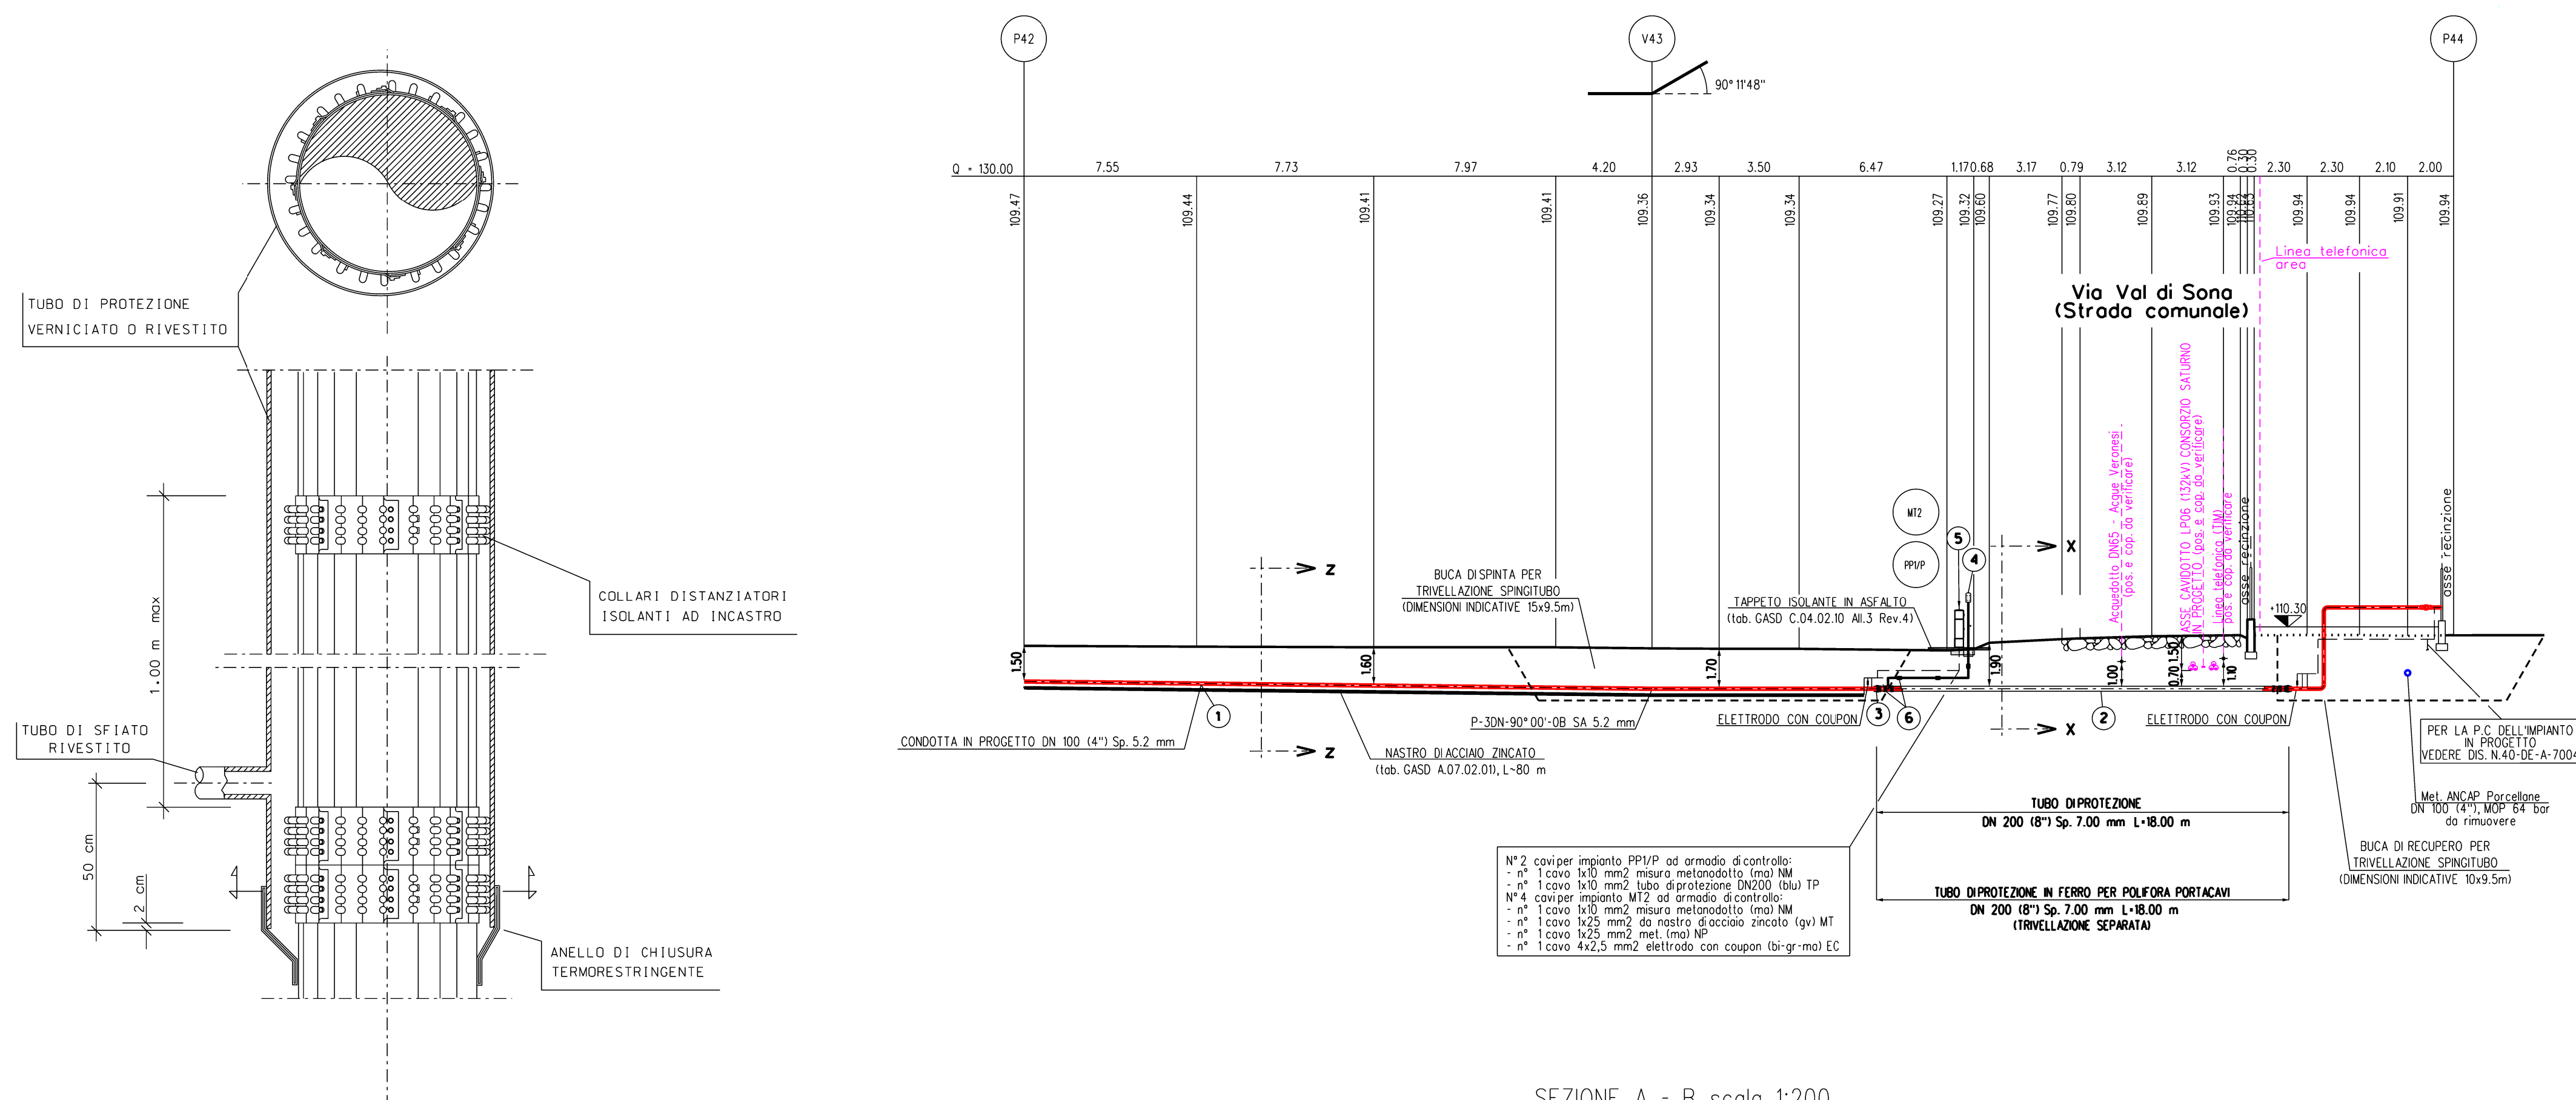 TUBO DI PROTEZIONE
VERNICIATO O RIVESTITO
COLLARI DISTANZIATORI
ISOLANTI AD INCASTRO
1.00 m max
TUBO DI SFIATO
RIVESTITO
50 cm
2 cm
ANELLO DI CHIUSURA
TERMORESTRINGENTE
P42
V43
P44
90°11'48"
Q = 130.00
7.55
7.73
7.97
4.20
2.93
3.50
6.47
1.17
0.68
3.17
0.79
3.12
3.12
0.76
0.30
0.30
2.30
2.30
2.10
2.00
109.47
109.44
109.41
109.41
109.36
109.34
109.34
109.27
109.32
109.60
109.77
109.80
109.89
109.93
109.94
109.94
109.94
109.91
109.94
Linea telefonica
area
Via Val di Sona
(Strada comunale)
Acquedotto DN65 - Acque Veronesi
(pos. e cop. da verificare)
ASSE CAVIDOTTO LP06 (132kV) CONSORZIO SATURNO
IN PROGETTO (pos. e cop. da verificare)
Linea telefonica (TIM)
pos. e cop. da verificare
asse recinzione
asse recinzione
+110.30
MT2
PP1/P
5
4
X
X
Z
Z
BUCA DI SPINTA PER
TRIVELLAZIONE SPINGITUBO
(DIMENSIONI INDICATIVE 15x9.5m)
TAPPETO ISOLANTE IN ASFALTO
(tab. GASD C.04.02.10 All.3 Rev.4)
1.50
1.60
1.70
1.90
1.00
0.70
1.50
1.10
1
3
6
2
CONDOTTA IN PROGETTO DN 100 (4") Sp. 5.2 mm
NASTRO DI ACCIAIO ZINCATO
(tab. GASD A.07.02.01), L~80 m
P-3DN-90°00'-0B SA 5.2 mm
ELETTRODO CON COUPON
ELETTRODO CON COUPON
PER LA P.C DELL'IMPIANTO
IN PROGETTO
VEDERE DIS. N.40-DE-A-7004
Met. ANCAP Porcellane
DN 100 (4"), MOP 64 bar
da rimuovere
BUCA DI RECUPERO PER
TRIVELLAZIONE SPINGITUBO
(DIMENSIONI INDICATIVE 10x9.5m)
TUBO DI PROTEZIONE
DN 200 (8") Sp. 7.00 mm L=18.00 m
TUBO DI PROTEZIONE IN FERRO PER POLIFORA PORTACAVI
DN 200 (8") Sp. 7.00 mm L=18.00 m
(TRIVELLAZIONE SEPARATA)
N° 2 cavi per impianto PP1/P ad armadio di controllo:
- n° 1 cavo 1x10 mm2 misura metanodotto (ma) NM
- n° 1 cavo 1x10 mm2 tubo di protezione DN200 (blu) TP
N° 4 cavi per impianto MT2 ad armadio di controllo:
- n° 1 cavo 1x10 mm2 misura metanodotto (ma) NM
- n° 1 cavo 1x25 mm2 da nastro di acciaio zincato (gv) MT
- n° 1 cavo 1x25 mm2 met. (ma) NP
- n° 1 cavo 4x2,5 mm2 elettrodo con coupon (bi-gr-ma) EC
SEZIONE A - B scala 1:200